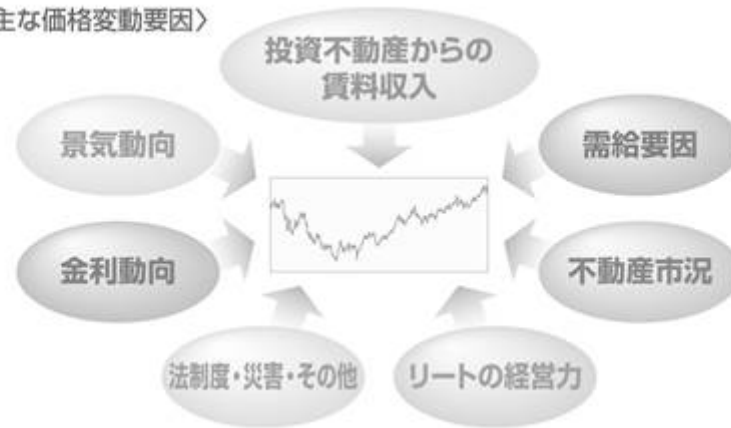 主な価格変動要因〉
投資不動産からの
賃料収入
景気動向
需給要因
金利動向
不動産市況
法制度・災害・その他
リートの経営力